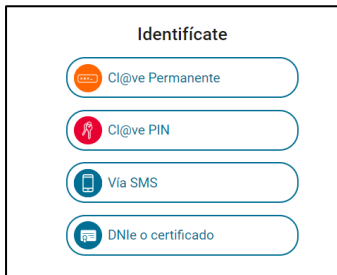 Identifícate
Cl@ve Permanente
Cl@ve PIN
Vía SMS
DNIe o certificado